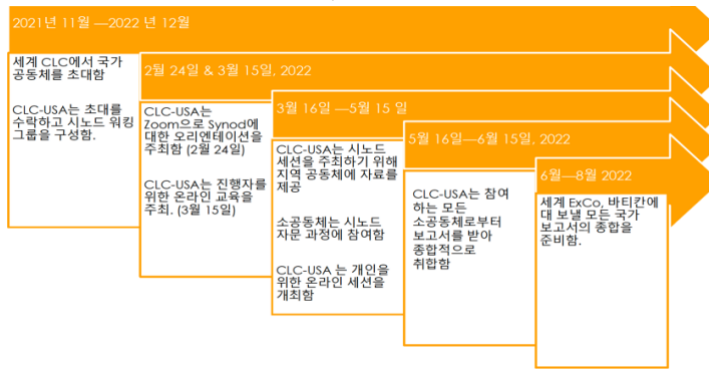 2021년 11월 —2022 년 12월
세계 CLC에서 국가
공동체를 초대함
CLC-USA는 초대를
수락하고 시노드 워킹
그룹을 구성함.
2월 24일 & 3월 15일, 2022
CLC-USA는
Zoom으로 Synod에
대한 오리엔테이션을
주최함 (2월 24일)
CLC-USA는 진행자를
위한 온라인 교육을
주최. (3월 15일)
3월 16일 —5월 15 일
CLC-USA는 시노드
세션을 주최하기 위해
지역 공동체에 자료를
제공
소공동체는 시노드
자문 과정에 참여함
CLC-USA 는 개인을
위한 온라인 세션을
개최함
5월 16일—6월 15일, 2022
CLC-USA는 참여
하는 모든
소공동체로부터
보고서를 받아
종합적으로
취합함
6월—8월 2022
세계 ExCo, 바티칸에
대 보낼 모든 국가
보고서의 종합을
준비함.